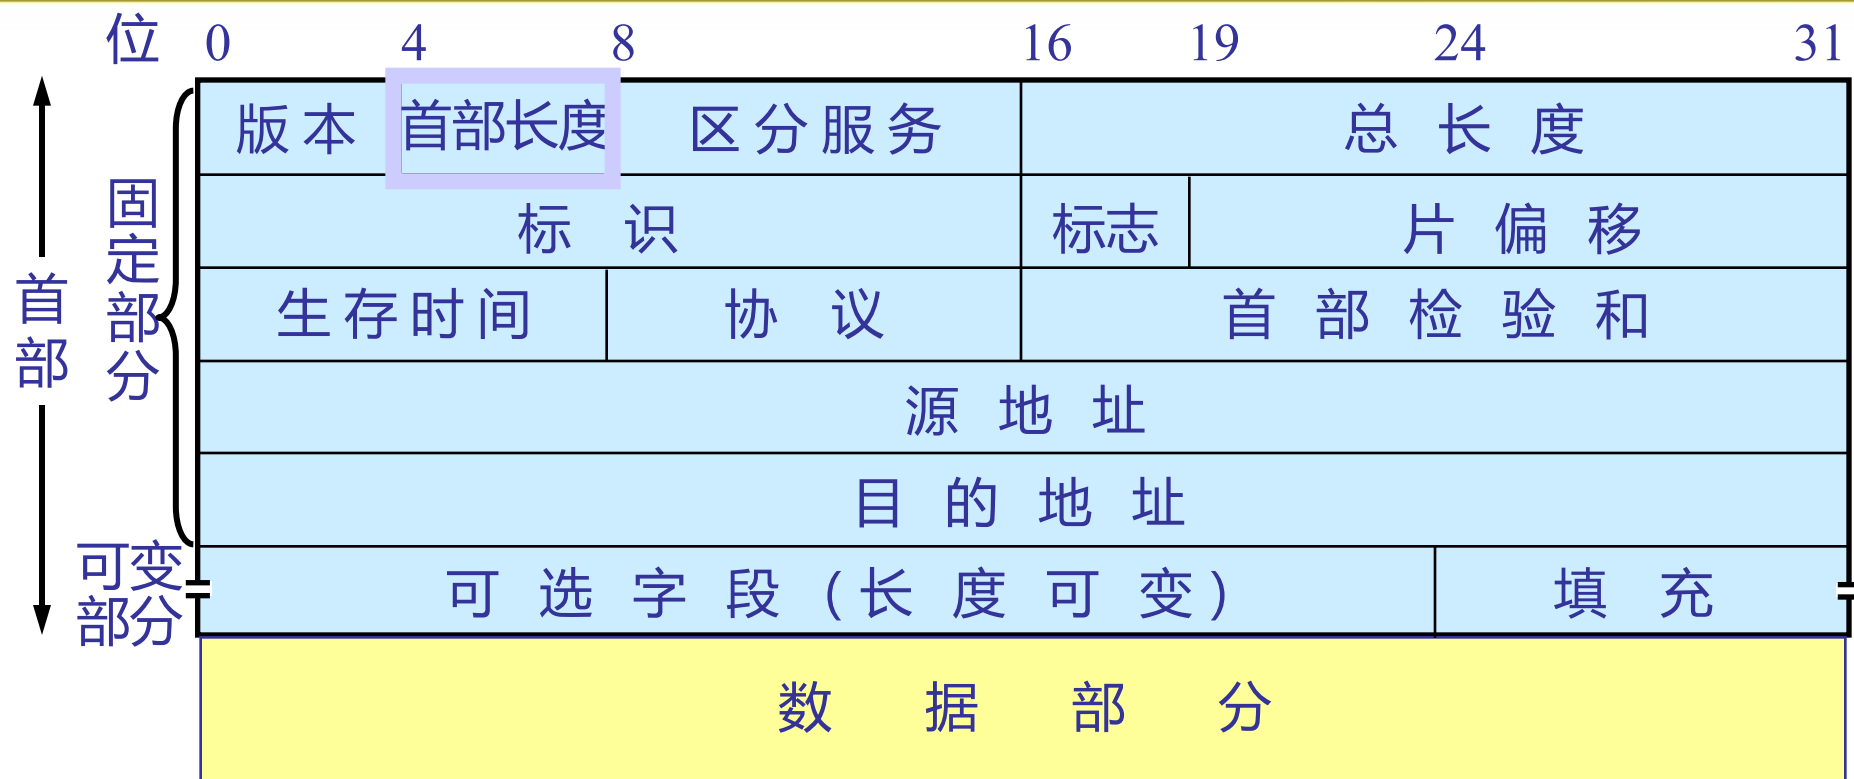 位 0 4 8 16 19 24 31
版本 首部长度 区分服务 总长度
标识 标志 片偏移
生存时间 协议 首部检验和
源地址
目的地址
可选字段(长度可变) 填充
数据部分
首部
固定部分
可变
部分